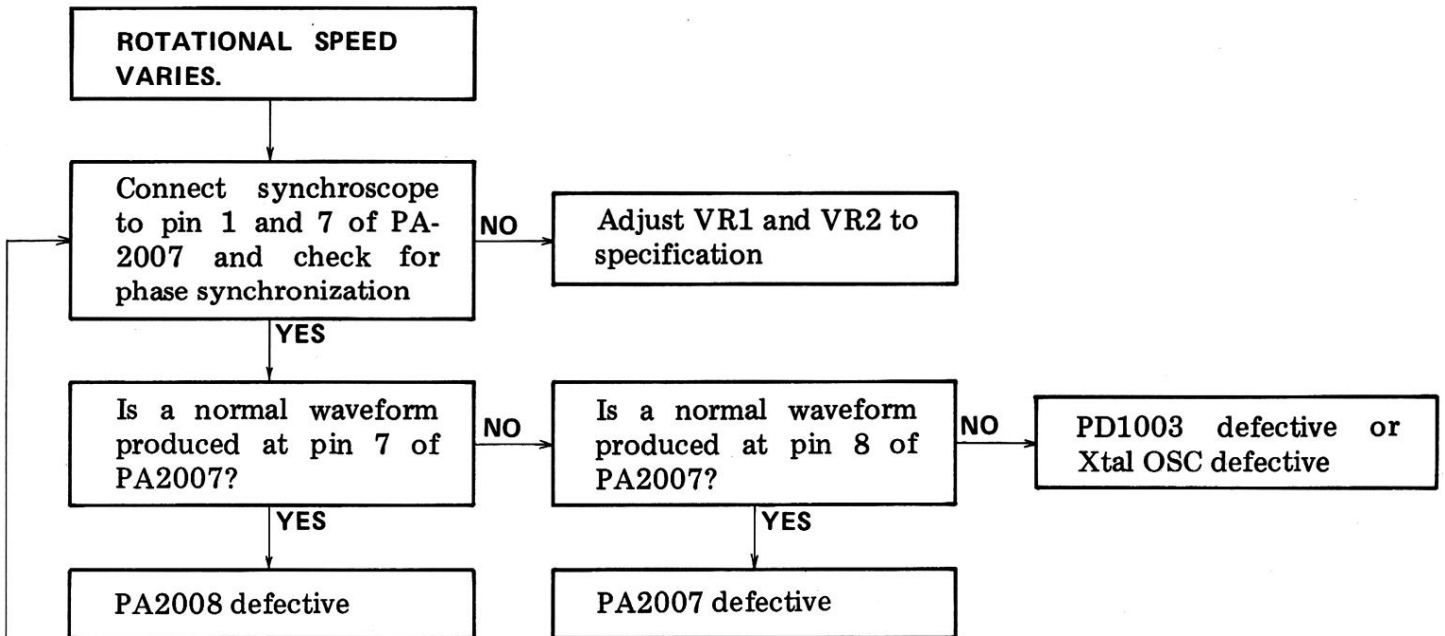 ROTATIONAL SPEED
VARIES.
Connect synchroscope
to pin 1 and 7 of PA-
2007 and check for
phase synchronization
NO
Adjust VR1 and VR2 to
specification
YES
Is a normal waveform
produced at pin 7 of
PA2007?
NO
Is a normal waveform
produced at pin 8 of
PA2007?
NO
PD1003 defective or
Xtal OSC defective
YES
YES
PA2008 defective
PA2007 defective